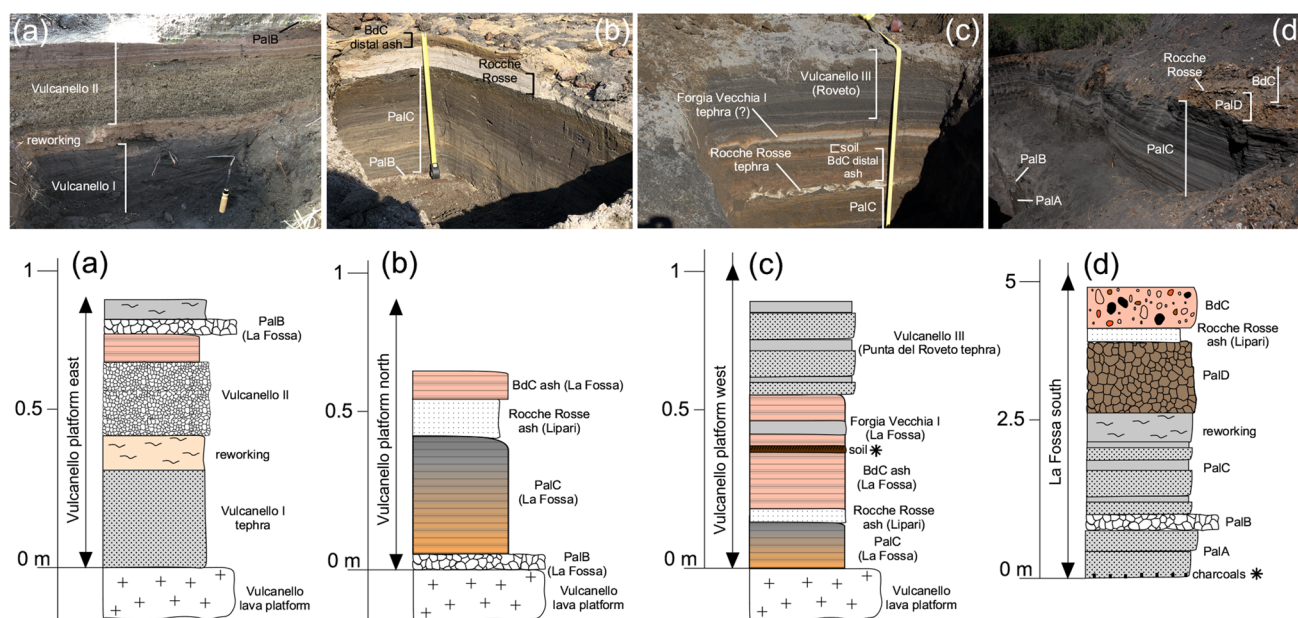 (a)
PalB
Vulcanello II
reworking
Vulcanello I
(b)
BdC
distal ash
Rocche
Rosse
PalC
PalB
(c)
Vulcanello III
(Roveto)
Forgia Vecchia I
tephra (?)
soil
BdC distal
ash
Rocche Rosse
tephra
PalC
(d)
Rocche
Rosse
BdC
PalD
PalC
PalB
PalA
(a)
1
0.5
0 m
Vulcanello platform east
PalB
(La Fossa)
Vulcanello II
reworking
Vulcanello I
tephra
Vulcanello
lava platform
(b)
1
0.5
0 m
Vulcanello platform north
BdC ash (La Fossa)
Rocche Rosse
ash (Lipari)
PalC
(La Fossa)
PalB
(La Fossa)
Vulcanello
lava platform
(c)
1
0.5
0 m
Vulcanello platform west
Vulcanello III
(Punta del Roveto tephra)
Forgia Vecchia I
(La Fossa)
soil *
BdC ash
(La Fossa)
Rocche Rosse
ash (Lipari)
PalC
(La Fossa)
Vulcanello
lava platform
(d)
5
2.5
0 m
La Fossa south
BdC
Rocche Rosse
ash (Lipari)
PalD
reworking
PalC
PalB
PalA
charcoals *